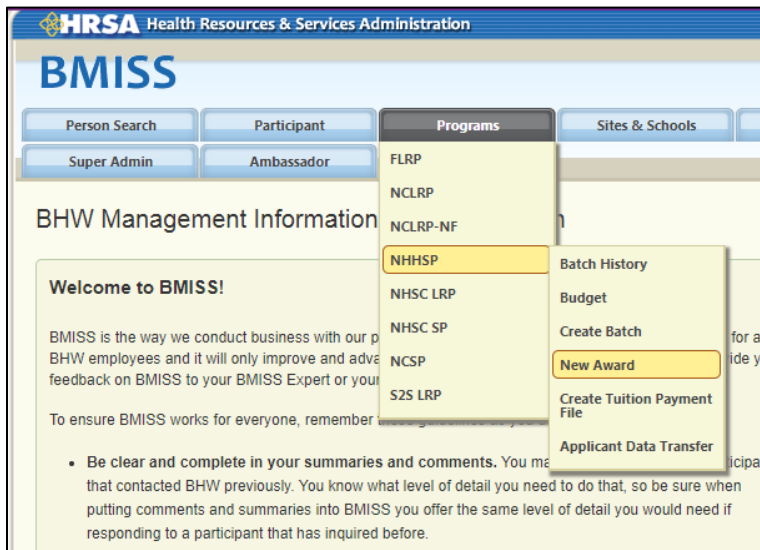 HRSA Health Resources & Services Administration
BMISS
Person Search
Participant
Programs
Sites & Schools
Super Admin
Ambassador
FLRP
NCLRP
NCLRP-NF
NHHSP
NHSC LRP
NHSC SP
NCSP
S2S LRP
Batch History
Budget
Create Batch
New Award
Create Tuition Payment
File
Applicant Data Transfer
BHW Management Information
Welcome to BMISS!
BMISS is the way we conduct business with our p for a
BHW employees and it will only improve and adva ide y
feedback on BMISS to your BMISS Expert or your
To ensure BMISS works for everyone, remember
• Be clear and complete in your summaries and comments. You ma icipa
that contacted BHW previously. You know what level of detail you need to do that, so be sure when
putting comments and summaries into BMISS you offer the same level of detail you would need if
responding to a participant that has inquired before.